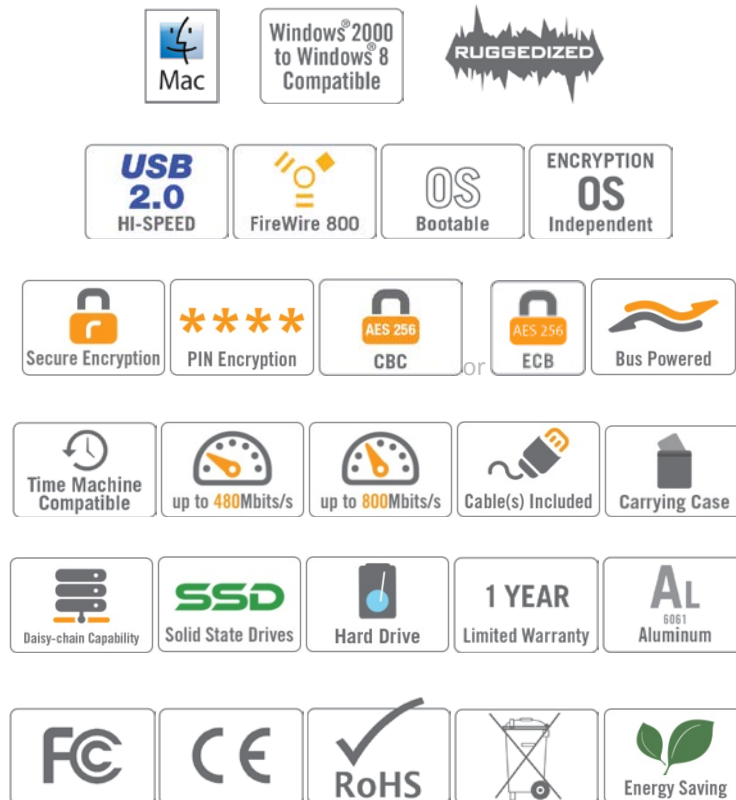 Mac
Windows® 2000
to Windows® 8
Compatible
RUGGEDIZED
USB
2.0
HI-SPEED
FireWire 800
OS
Bootable
ENCRYPTION
OS
Independent
Secure Encryption
****
PIN Encryption
AES 256
CBC
or
AES 256
ECB
Bus Powered
Time Machine
Compatible
up to 480Mbits/s
up to 800Mbits/s
Cable(s) Included
Carrying Case
Daisy-chain Capability
SSD
Solid State Drives
Hard Drive
1 YEAR
Limited Warranty
AL
6061
Aluminum
FC
CE
RoHS
Energy Saving